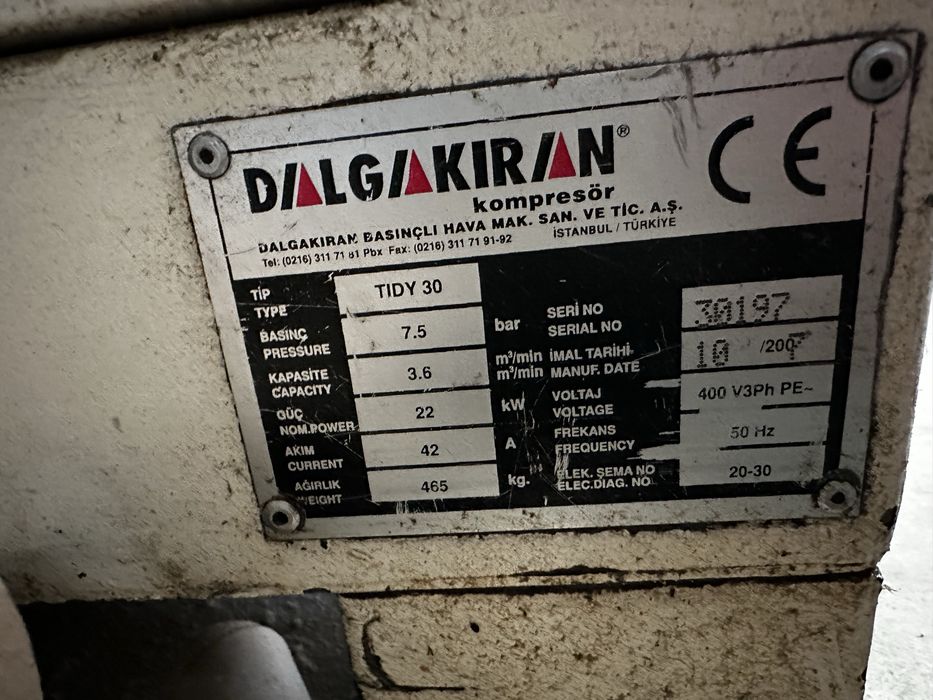 DALGAKIRAN®
kompresör
CE
DALGAKIRAN BASINÇLI HAVA MAK. SAN. VE TİC. A.Ş.
Tel: (0216) 311 71 81 Pbx Fax: (0216) 311 71 91-92
İSTANBUL / TÜRKİYE
TİP
TYPE
TIDY 30
BASINÇ
PRESSURE
7.5
bar
KAPASİTE
CAPACITY
3.6
m³/min
m³/min
GÜÇ
NOM.POWER
22
kW
AKIM
CURRENT
42
A
AĞIRLIK
WEIGHT
465
kg.
SERİ NO
SERIAL NO
30197
İMAL TARİHİ
MANUF. DATE
10 /200
VOLTAJ
VOLTAGE
400 V3Ph PE~
FREKANS
FREQUENCY
50 Hz
ELEK. ŞEMA NO
ELEC.DIAG. NO
20-30